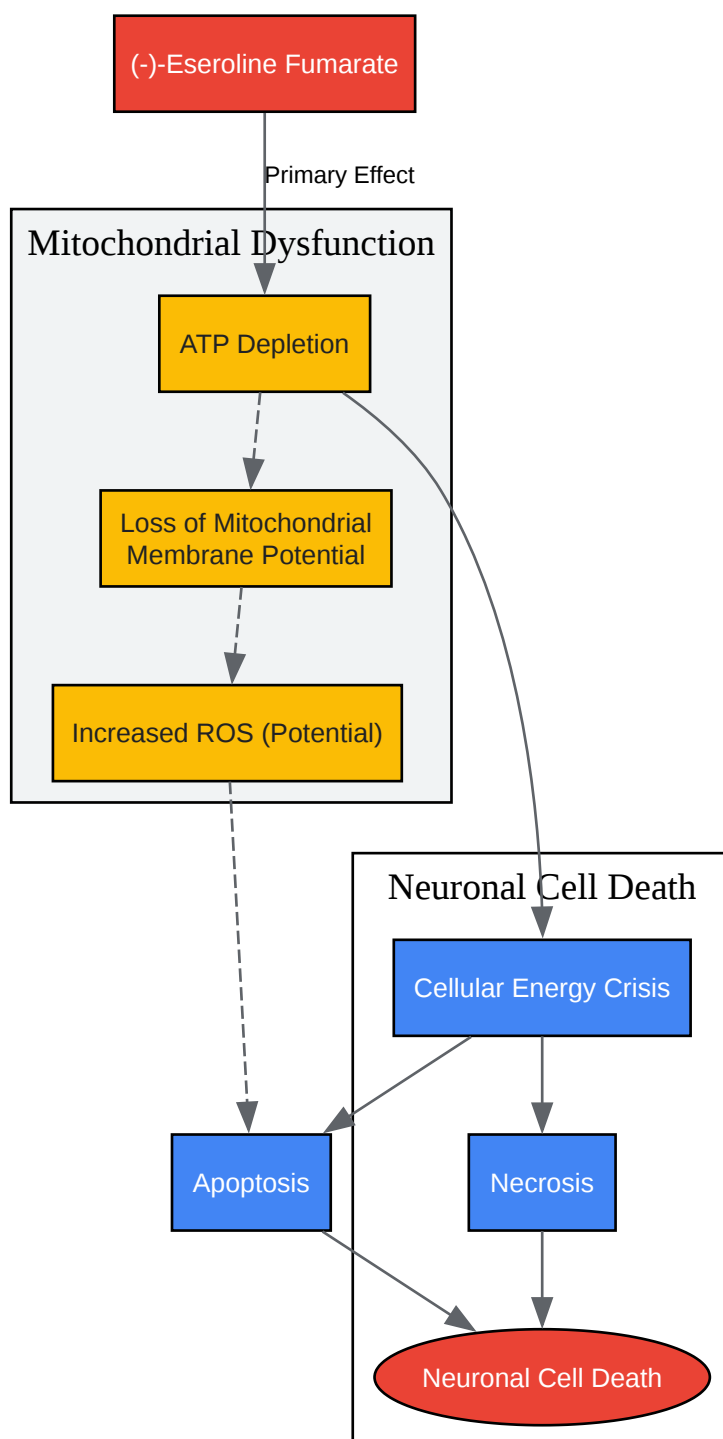 (-)-Eseroline Fumarate
Primary Effect
Mitochondrial Dysfunction
ATP Depletion
Loss of Mitochondrial
Membrane Potential
Increased ROS (Potential)
Neuronal Cell Death
Cellular Energy Crisis
Apoptosis
Necrosis
Neuronal Cell Death